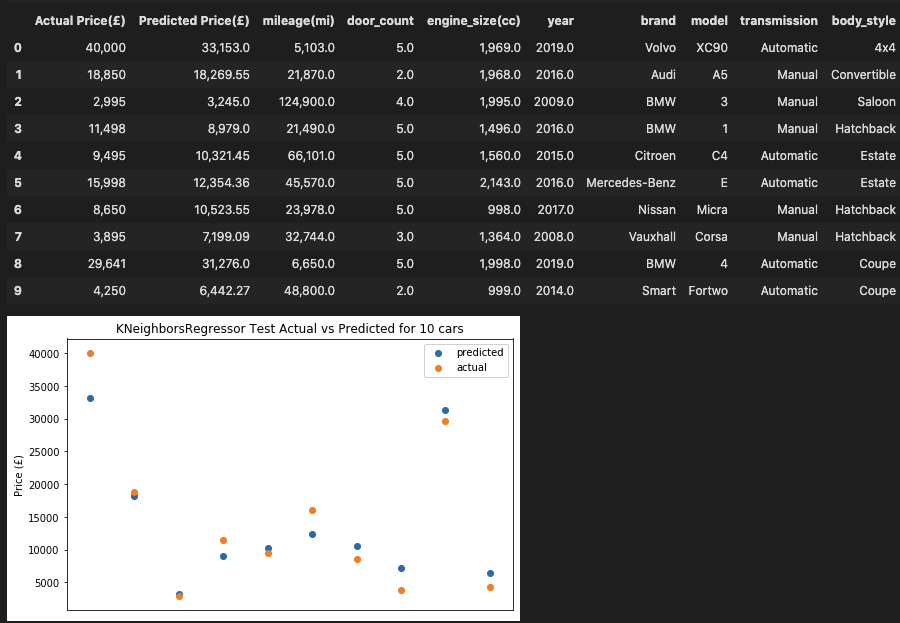 Actual Price(£) Predicted Price(£) mileage(mi) door_count engine_size(cc) year brand model transmission body_style
0 40,000 33,153.0 5,103.0 5.0 1,969.0 2019.0 Volvo XC90 Automatic 4x4
1 18,850 18,269.55 21,870.0 2.0 1,968.0 2016.0 Audi A5 Manual Convertible
2 2,995 3,245.0 124,900.0 4.0 1,995.0 2009.0 BMW 3 Manual Saloon
3 11,498 8,979.0 21,490.0 5.0 1,496.0 2016.0 BMW 1 Manual Hatchback
4 9,495 10,321.45 66,101.0 5.0 1,560.0 2015.0 Citroen C4 Automatic Estate
5 15,998 12,354.36 45,570.0 5.0 2,143.0 2016.0 Mercedes-Benz E Automatic Estate
6 8,650 10,523.55 23,978.0 5.0 998.0 2017.0 Nissan Micra Manual Hatchback
7 3,895 7,199.09 32,744.0 3.0 1,364.0 2008.0 Vauxhall Corsa Manual Hatchback
8 29,641 31,276.0 6,650.0 5.0 1,998.0 2019.0 BMW 4 Automatic Coupe
9 4,250 6,442.27 48,800.0 2.0 999.0 2014.0 Smart Fortwo Automatic Coupe
KNeighborsRegressor Test Actual vs Predicted for 10 cars
predicted
actual
Price (£)
40000
35000
30000
25000
20000
15000
10000
5000